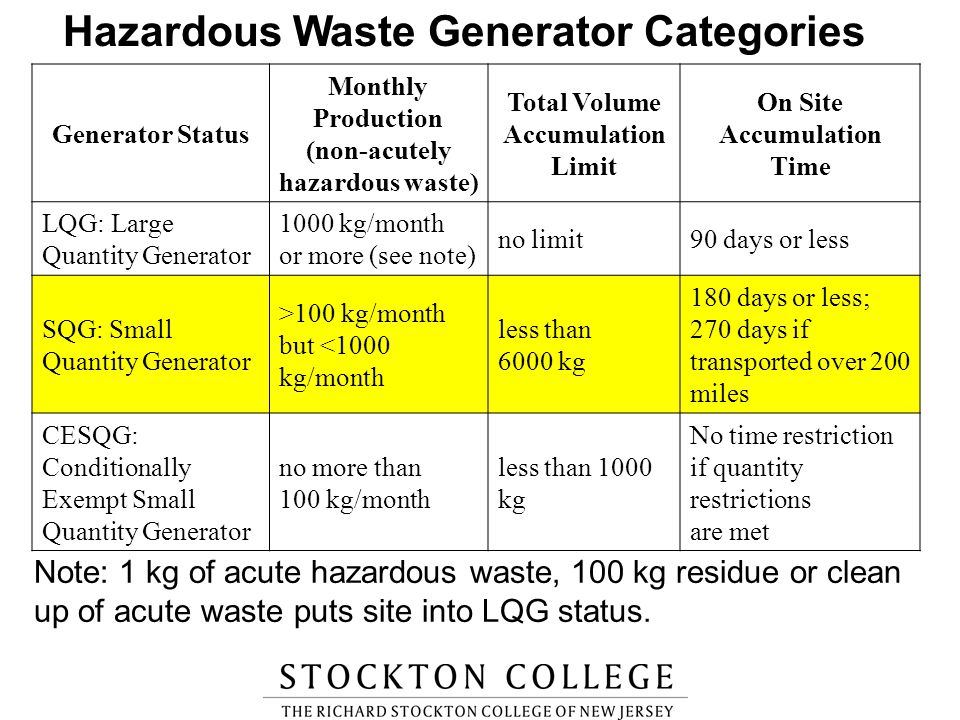 Hazardous Waste Generator Categories
Generator Status
Monthly
Production
(non-acutely
hazardous waste)
Total Volume
Accumulation
Limit
On Site
Accumulation
Time
LQG: Large
Quantity Generator
1000 kg/month
or more (see note)
no limit
90 days or less
SQG: Small
Quantity Generator
>100 kg/month
but <1000
kg/month
less than
6000 kg
180 days or less;
270 days if
transported over 200
miles
CESQG:
Conditionally
Exempt Small
Quantity Generator
no more than
100 kg/month
less than 1000
kg
No time restriction
if quantity
restrictions
are met
Note: 1 kg of acute hazardous waste, 100 kg residue or clean
up of acute waste puts site into LQG status.
STOCKTON COLLEGE
THE RICHARD STOCKTON COLLEGE OF NEW JERSEY